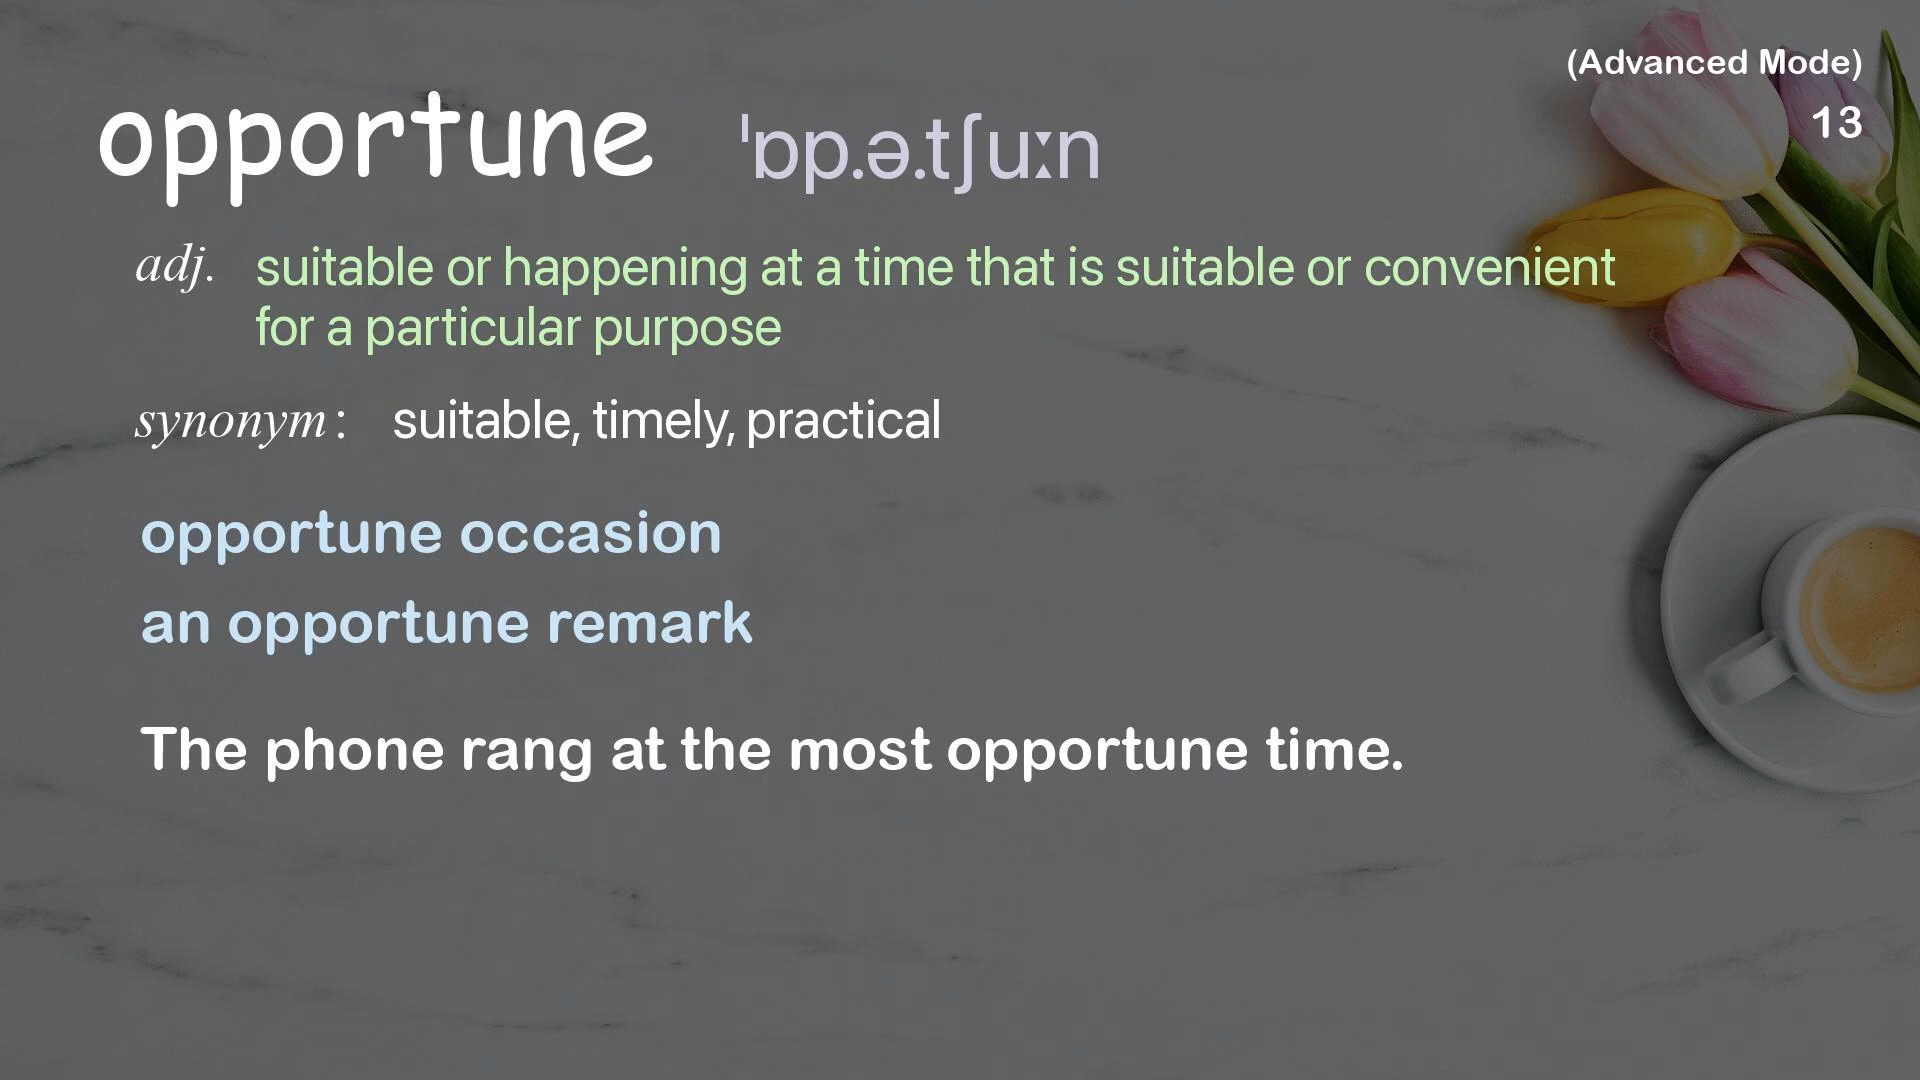 (Advanced Mode)
13
opportune ˈɒp.ə.tʃuːn
adj. suitable or happening at a time that is suitable or convenient
for a particular purpose
synonym : suitable, timely, practical
opportune occasion
an opportune remark
The phone rang at the most opportune time.